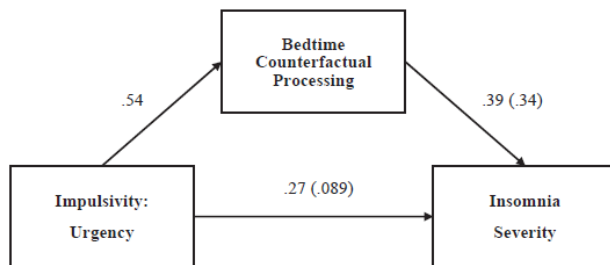 Bedtime
Counterfactual
Processing
.54
.39 (.34)
.27 (.089)
Impulsivity:
Urgency
Insomnia
Severity